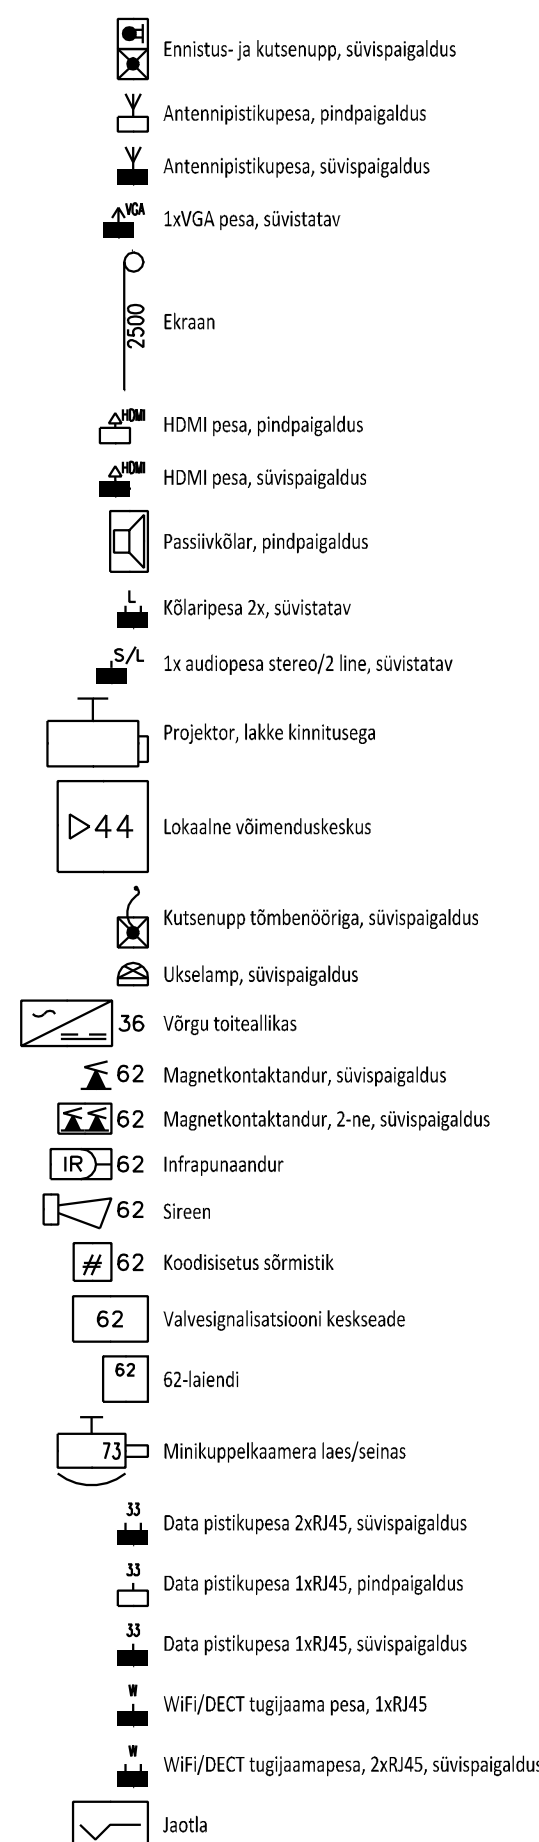 Ennistus- ja kutsenupp, süvispaigaldus
Antennipistikupesa, pindpaigaldus
Antennipistikupesa, süvispaigaldus
VGA 1xVGA pesa, süvistatav
2500 Ekraan
HDMI HDMI pesa, pindpaigaldus
HDMI HDMI pesa, süvispaigaldus
Passiivkõlar, pindpaigaldus
L Kõlaripesa 2x, süvistatav
S/L 1x audiopesa stereo/2 line, süvistatav
Projektor, lakke kinnitusega
44 Lokaalne võimenduskeskus
Kutsenupp tõmbenööriga, süvispaigaldus
Ukselamp, süvispaigaldus
36 Võrgu toiteallikas
62 Magnetkontaktandur, süvispaigaldus
62 Magnetkontaktandur, 2-ne, süvispaigaldus
IR 62 Infrapunaandur
62 Sireen
# 62 Koodisisetus sõrmistik
62 Valvesignalisatsiooni keskseade
62 62-laiendi
73 Minikuppelkaamera laes/seinas
33 Data pistikupesa 2xRJ45, süvispaigaldus
33 Data pistikupesa 1xRJ45, pindpaigaldus
33 Data pistikupesa 1xRJ45, süvispaigaldus
W WiFi/DECT tugijaama pesa, 1xRJ45
W WiFi/DECT tugijaamapesa, 2xRJ45, süvispaigaldus
Jaotla